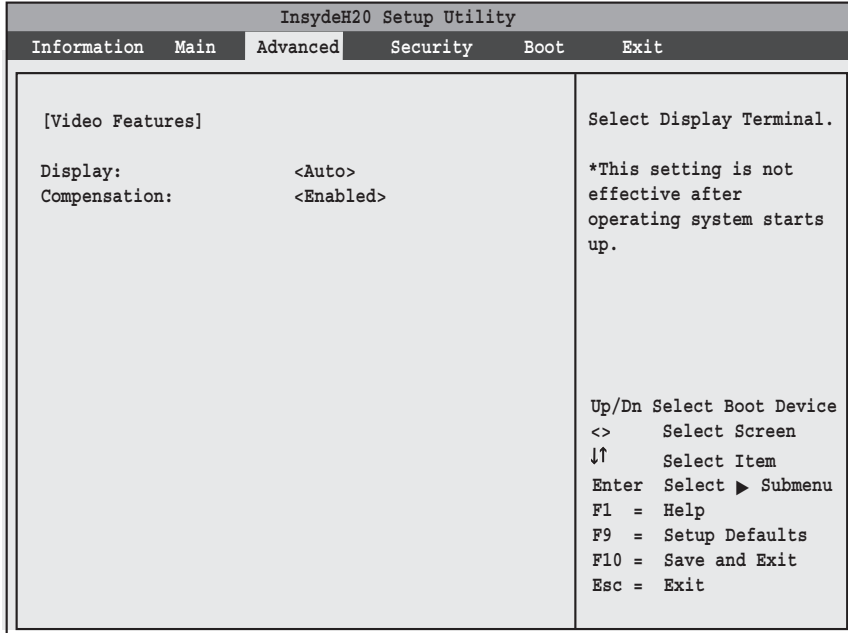 InsydeH20 Setup Utility
Information Main Advanced Security Boot Exit
[Video Features]
Display: <Auto>
Compensation: <Enabled>
Select Display Terminal.
*This setting is not
effective after
operating system starts
up.
Up/Dn Select Boot Device
<> Select Screen
↓↑ Select Item
Enter Select ▶ Submenu
F1 = Help
F9 = Setup Defaults
F10 = Save and Exit
Esc = Exit